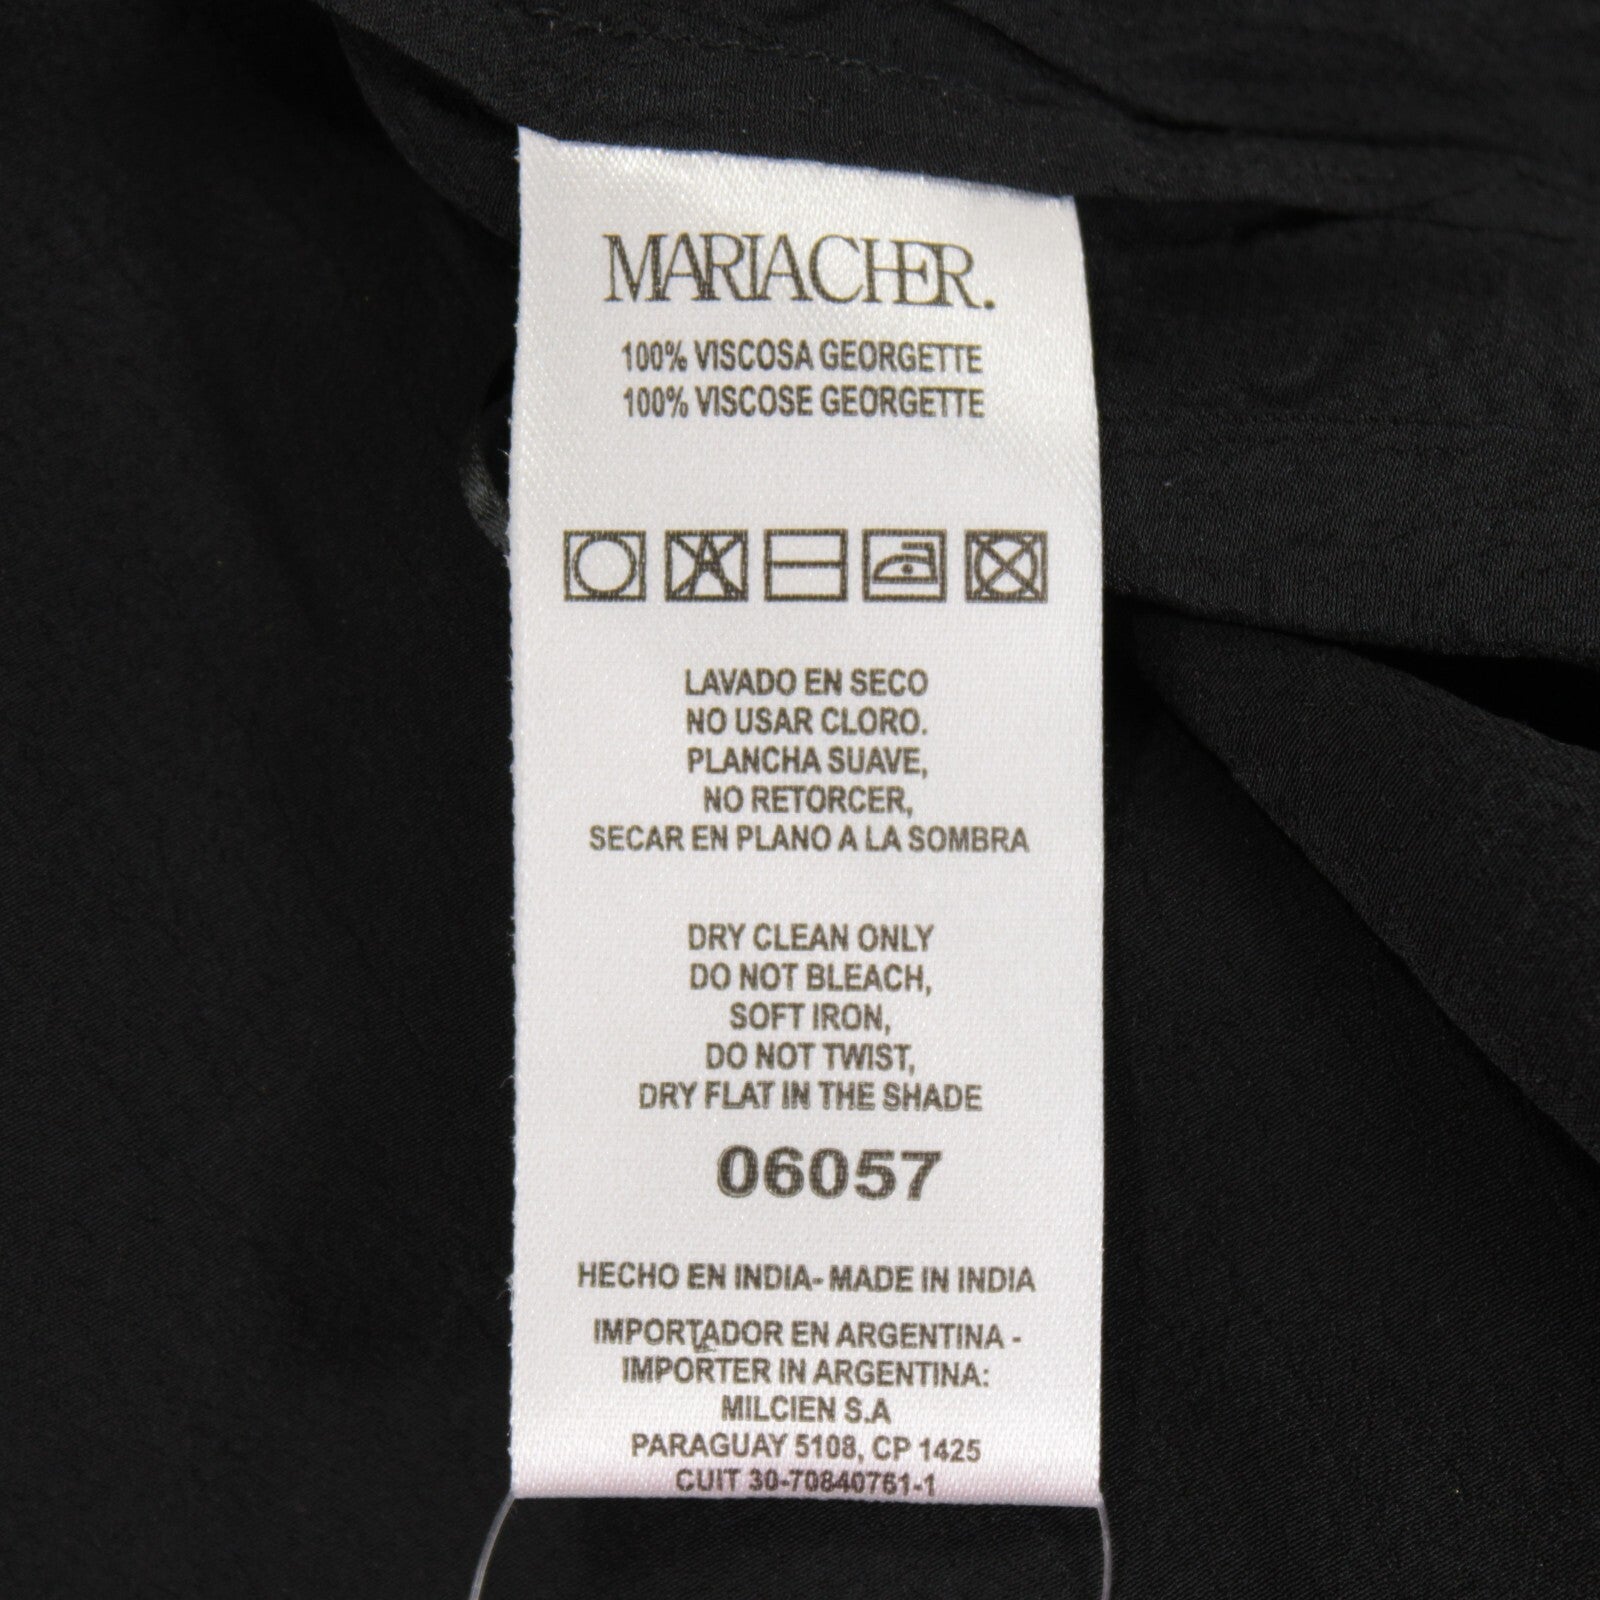 MARIACHER.
100% VISCOSA GEORGETTE
100% VISCOSE GEORGETTE
LAVADO EN SECO
NO USAR CLORO.
PLANCHA SUAVE,
NO RETORCER,
SECAR EN PLANO A LA SOMBRA
DRY CLEAN ONLY
DO NOT BLEACH,
SOFT IRON,
DO NOT TWIST,
DRY FLAT IN THE SHADE
06057
HECHO EN INDIA- MADE IN INDIA
IMPORTADOR EN ARGENTINA -
IMPORTER IN ARGENTINA:
MILCIEN S.A
PARAGUAY 5108, CP 1425
CUIT 30-70840761-1